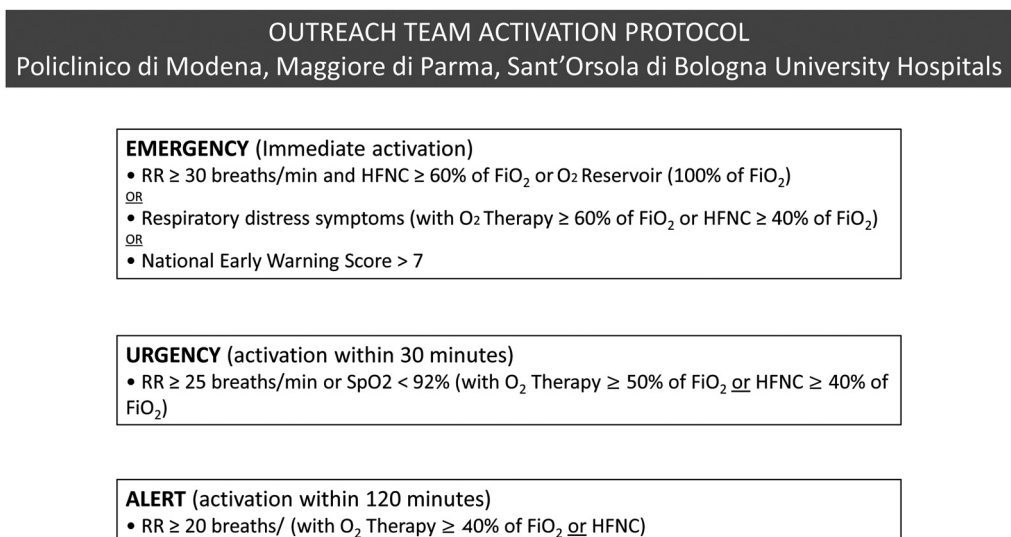 OUTREACH TEAM ACTIVATION PROTOCOL
Policlinico di Modena, Maggiore di Parma, Sant’Orsola di Bologna University Hospitals
EMERGENCY (Immediate activation)
• RR ≥ 30 breaths/min and HFNC ≥ 60% of FiO₂ or O₂ Reservoir (100% of FiO₂)
OR
• Respiratory distress symptoms (with O₂ Therapy ≥ 60% of FiO₂ or HFNC ≥ 40% of FiO₂)
OR
• National Early Warning Score > 7
URGENCY (activation within 30 minutes)
• RR ≥ 25 breaths/min or SpO2 < 92% (with O₂ Therapy ≥ 50% of FiO₂ or HFNC ≥ 40% of
FiO₂)
ALERT (activation within 120 minutes)
• RR ≥ 20 breaths/ (with O₂ Therapy ≥ 40% of FiO₂ or HFNC)